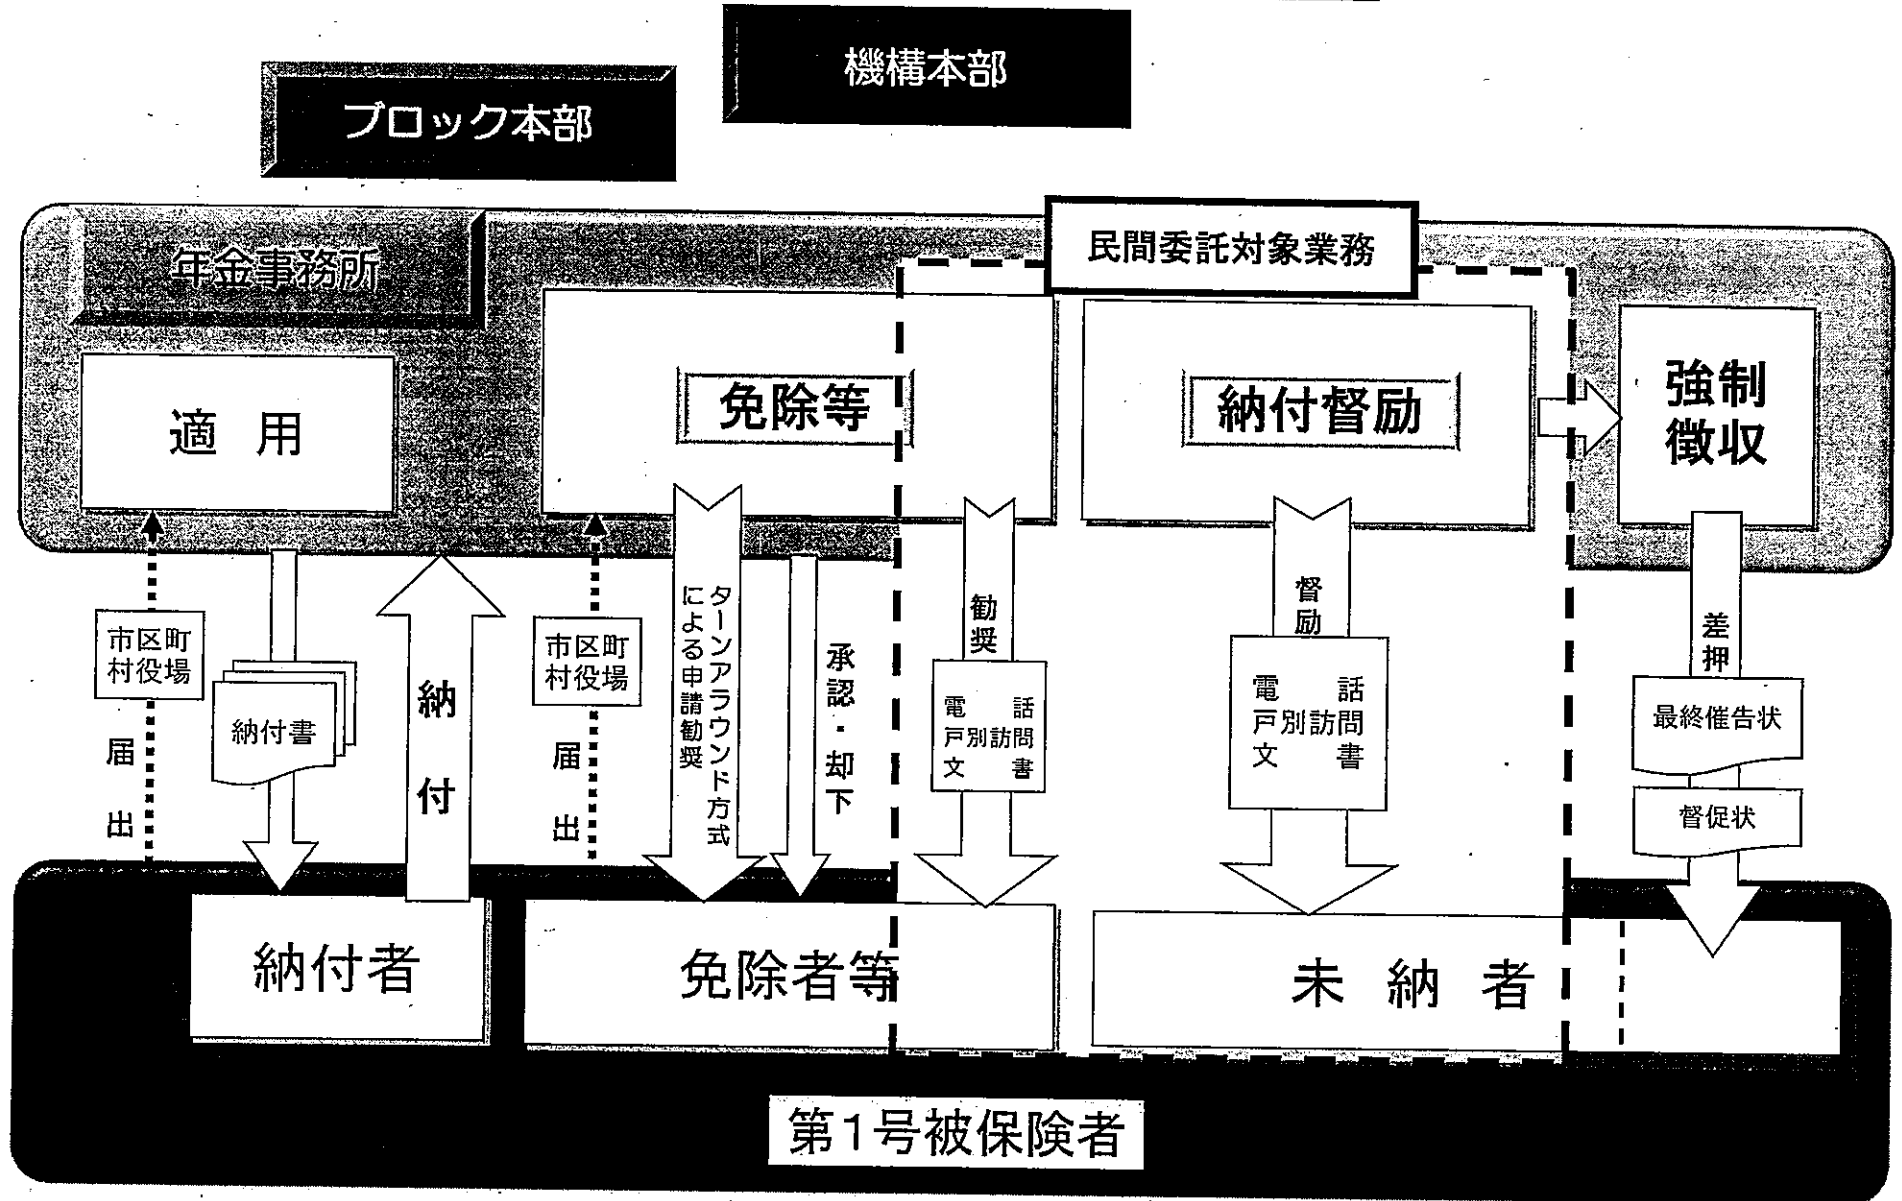 機構本部
ブロック本部
年金事務所
民間委託対象業務
適 用
免除等
納付督励
強制
徴収
市区町
村役場
届出
納付書
納付
市区町
村役場
届出
ターンアラウンド方式
による申請勧奨
承認・却下
勧奨
電 話
戸別訪問
文 書
督励
電 話
戸別訪問
文 書
差押
最終催告状
督促状
納付者
免除者等
未 納 者
第1号被保険者